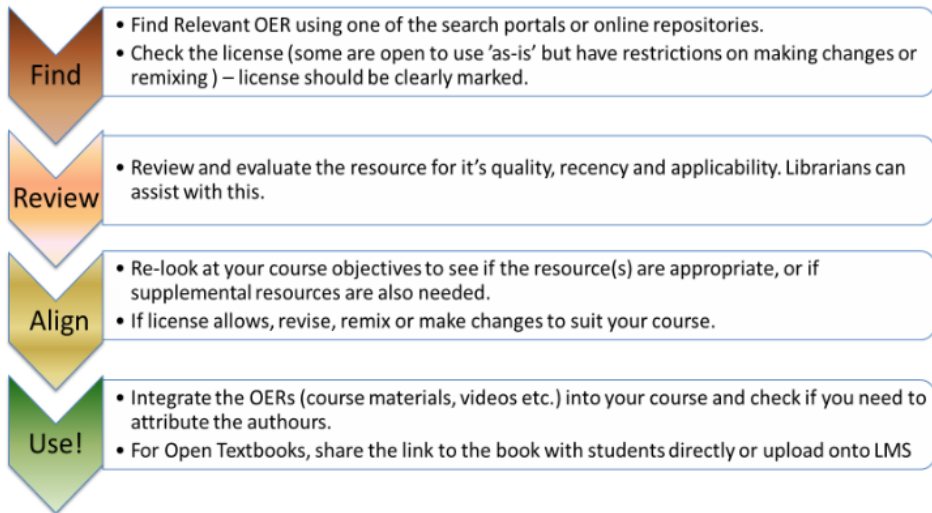 Find
• Find Relevant OER using one of the search portals or online repositories.
• Check the license (some are open to use 'as-is' but have restrictions on making changes or
remixing ) – license should be clearly marked.
Review
• Review and evaluate the resource for it's quality, recency and applicability. Librarians can
assist with this.
Align
• Re-look at your course objectives to see if the resource(s) are appropriate, or if
supplemental resources are also needed.
• If license allows, revise, remix or make changes to suit your course.
Use!
• Integrate the OERs (course materials, videos etc.) into your course and check if you need to
attribute the authours.
• For Open Textbooks, share the link to the book with students directly or upload onto LMS